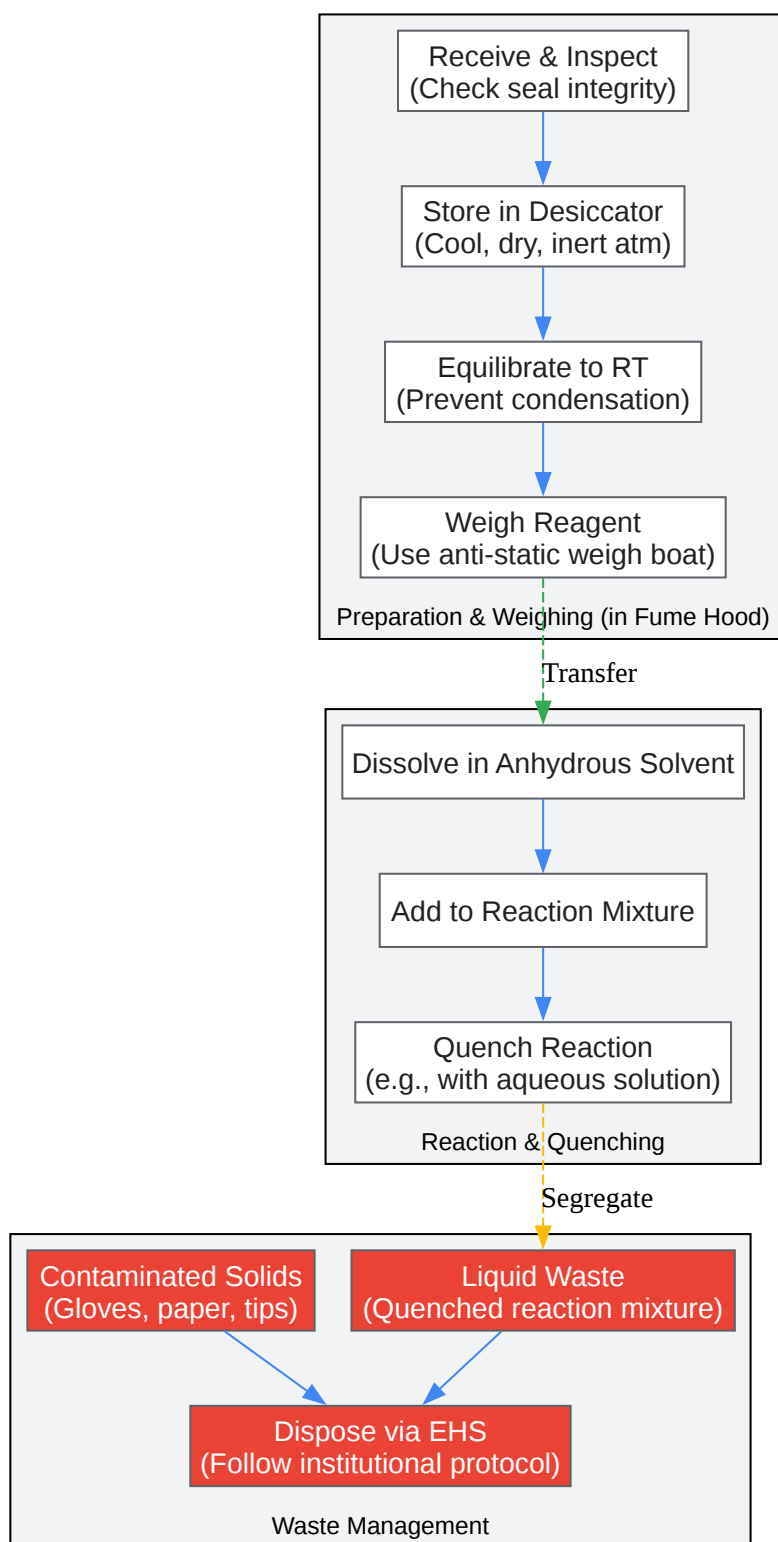 Receive & Inspect
(Check seal integrity)
Store in Desiccator
(Cool, dry, inert atm)
Equilibrate to RT
(Prevent condensation)
Weigh Reagent
(Use anti-static weigh boat)
Preparation & Weighing (in Fume Hood)
Transfer
Dissolve in Anhydrous Solvent
Add to Reaction Mixture
Quench Reaction
(e.g., with aqueous solution)
Reaction & Quenching
Segregate
Contaminated Solids
(Gloves, paper, tips)
Liquid Waste
(Quenched reaction mixture)
Dispose via EHS
(Follow institutional protocol)
Waste Management